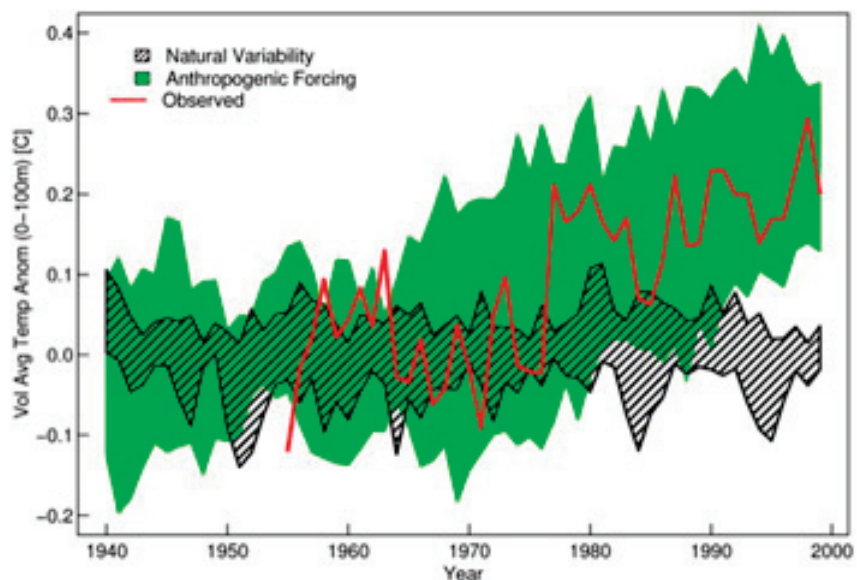 Natural Variability
Anthropogenic Forcing
Observed
Vol Avg Temp Anom (0−100m) [C]
0.4
0.3
0.2
0.1
0.0
−0.1
−0.2
1940 1950 1960 1970 1980 1990 2000
Year